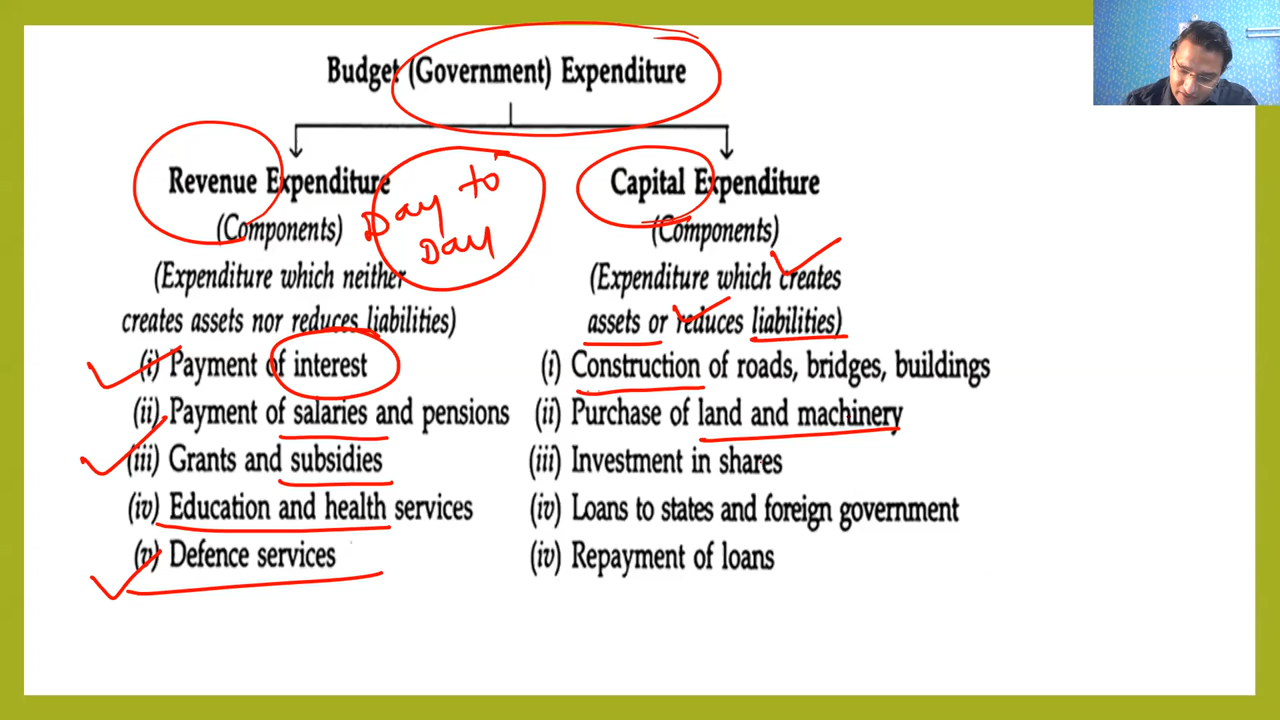 Budget (Government) Expenditure
Revenue Expenditure
(Components)
(Expenditure which neither
creates assets nor reduces liabilities)
(i) Payment of interest
(ii) Payment of salaries and pensions
(iii) Grants and subsidies
(iv) Education and health services
(v) Defence services
Day to
Day
Capital Expenditure
(Components)
(Expenditure which creates
assets or reduces liabilities)
(i) Construction of roads, bridges, buildings
(ii) Purchase of land and machinery
(iii) Investment in shares
(iv) Loans to states and foreign government
(iv) Repayment of loans